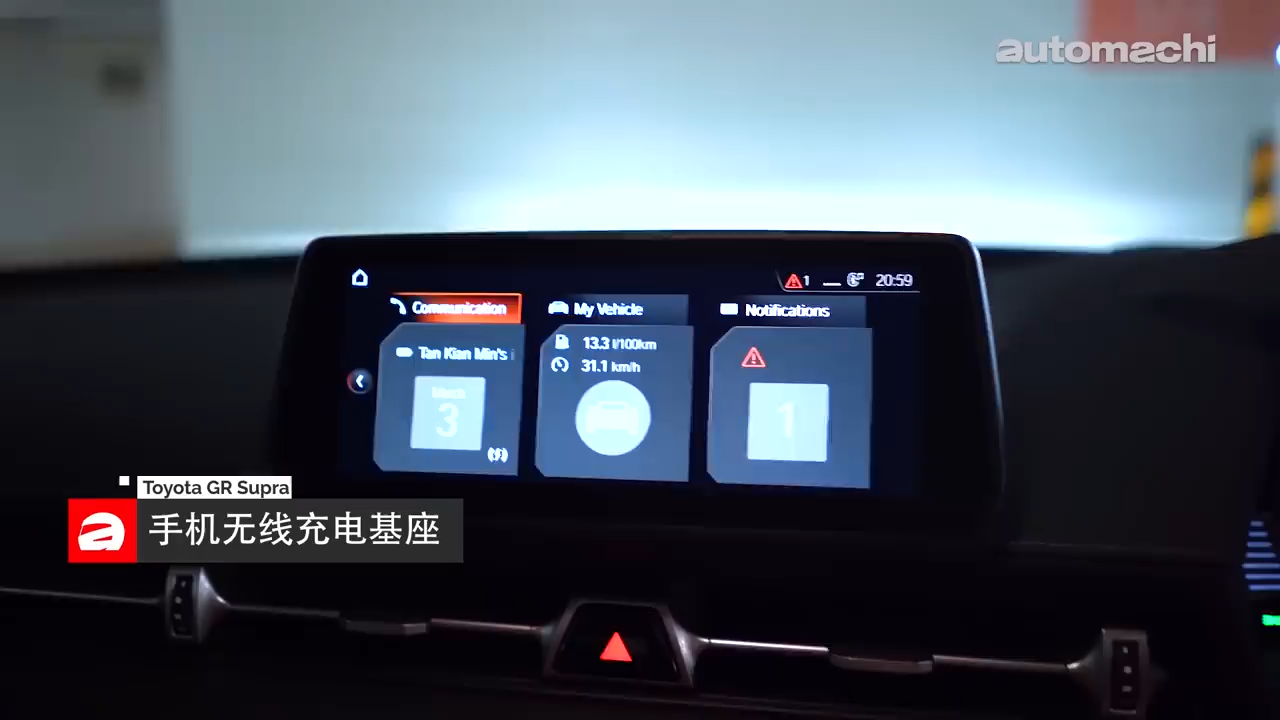 automachi
1
20:59
Communication
My Vehicle
Notifications
Tan Kian Min's
13.3 l/100km
31.1 km/h
3
1
Toyota GR Supra
手机无线充电基座